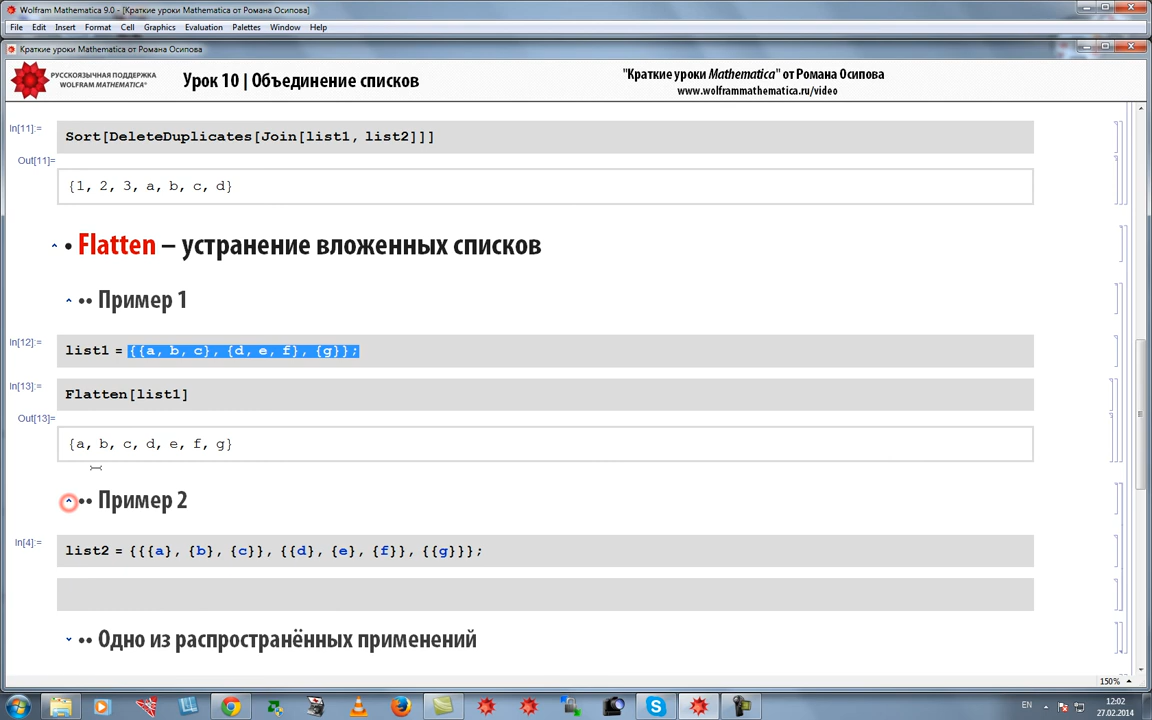 Wolfram Mathematica 9.0 - [Краткие уроки Mathematica от Романа Осипова]
File Edit Insert Format Cell Graphics Evaluation Palettes Window Help
Краткие уроки Mathematica от Романа Осипова
РУССКОЯЗЫЧНАЯ ПОДДЕРЖКА
WOLFRAM MATHEMATICA®
Урок 10 | Объединение списков
"Краткие уроки Mathematica" от Романа Осипова
www.wolframmathematica.ru/video
In[11]:=
Sort[DeleteDuplicates[Join[list1, list2]]]
Out[11]=
{1, 2, 3, a, b, c, d}
• Flatten – устранение вложенных списков
•• Пример 1
In[12]:=
list1 = {{a, b, c}, {d, e, f}, {g}};
In[13]:=
Flatten[list1]
Out[13]=
{a, b, c, d, e, f, g}
•• Пример 2
In[4]:=
list2 = {{{a}, {b}, {c}}, {{d}, {e}, {f}}, {{g}}};
•• Одно из распространённых применений
150%
EN
12:02
27.02.2014